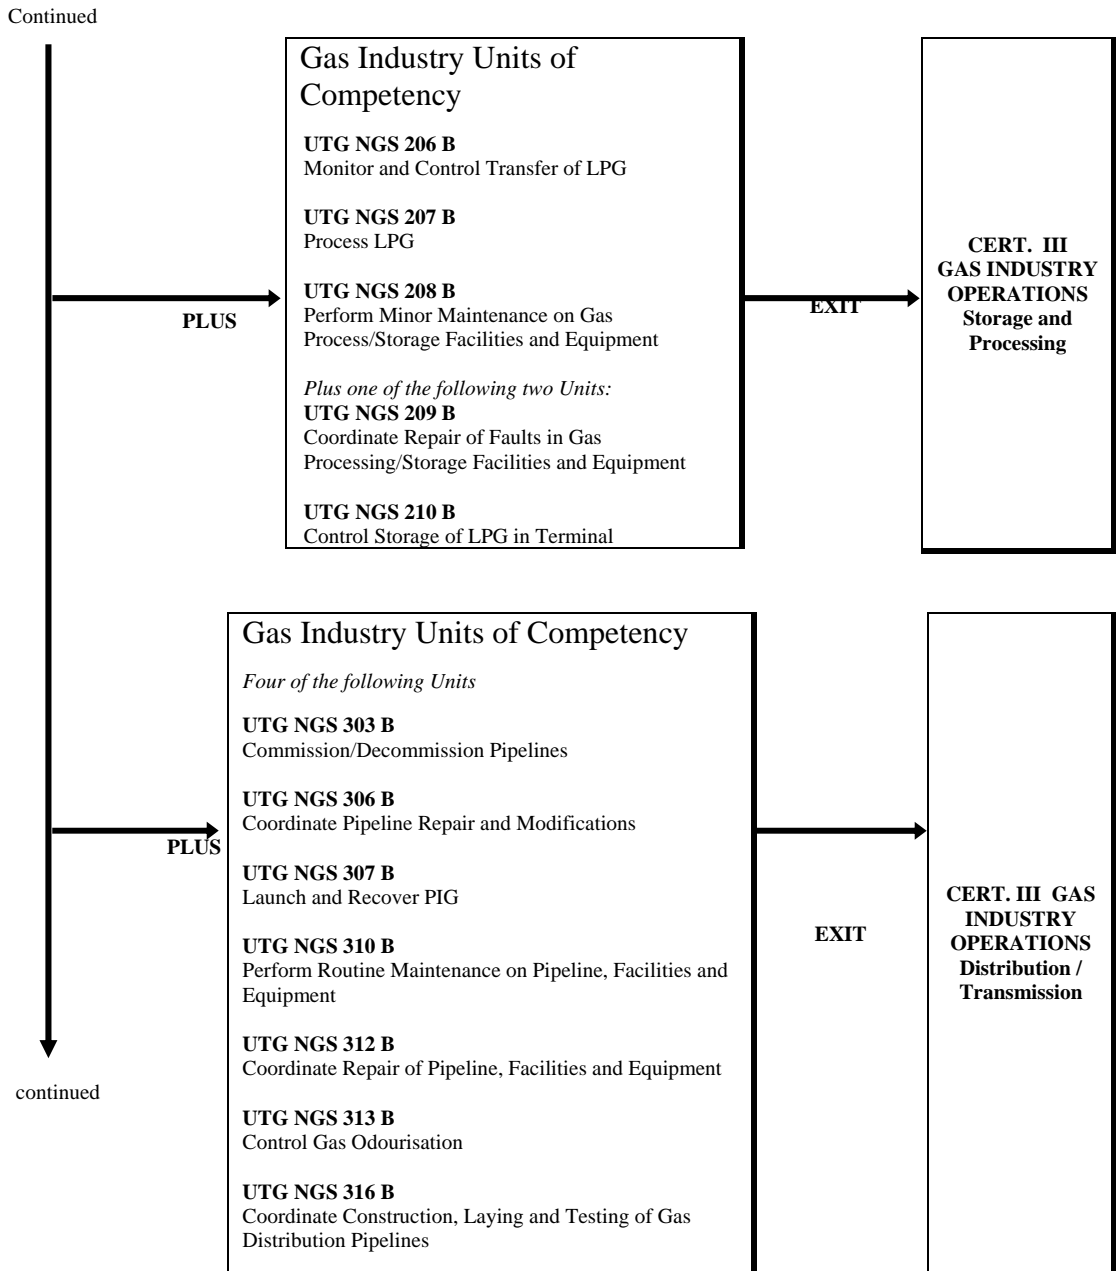 Continued
Gas Industry Units of
Competency
UTG NGS 206 B
Monitor and Control Transfer of LPG
UTG NGS 207 B
Process LPG
UTG NGS 208 B
Perform Minor Maintenance on Gas
Process/Storage Facilities and Equipment
Plus one of the following two Units:
UTG NGS 209 B
Coordinate Repair of Faults in Gas
Processing/Storage Facilities and Equipment
UTG NGS 210 B
Control Storage of LPG in Terminal
PLUS
EXIT
CERT. III
GAS INDUSTRY
OPERATIONS
Storage and
Processing
Gas Industry Units of Competency
Four of the following Units
UTG NGS 303 B
Commission/Decommission Pipelines
UTG NGS 306 B
Coordinate Pipeline Repair and Modifications
UTG NGS 307 B
Launch and Recover PIG
UTG NGS 310 B
Perform Routine Maintenance on Pipeline, Facilities and
Equipment
UTG NGS 312 B
Coordinate Repair of Pipeline, Facilities and Equipment
UTG NGS 313 B
Control Gas Odourisation
UTG NGS 316 B
Coordinate Construction, Laying and Testing of Gas
Distribution Pipelines
PLUS
EXIT
CERT. III GAS
INDUSTRY
OPERATIONS
Distribution /
Transmission
continued